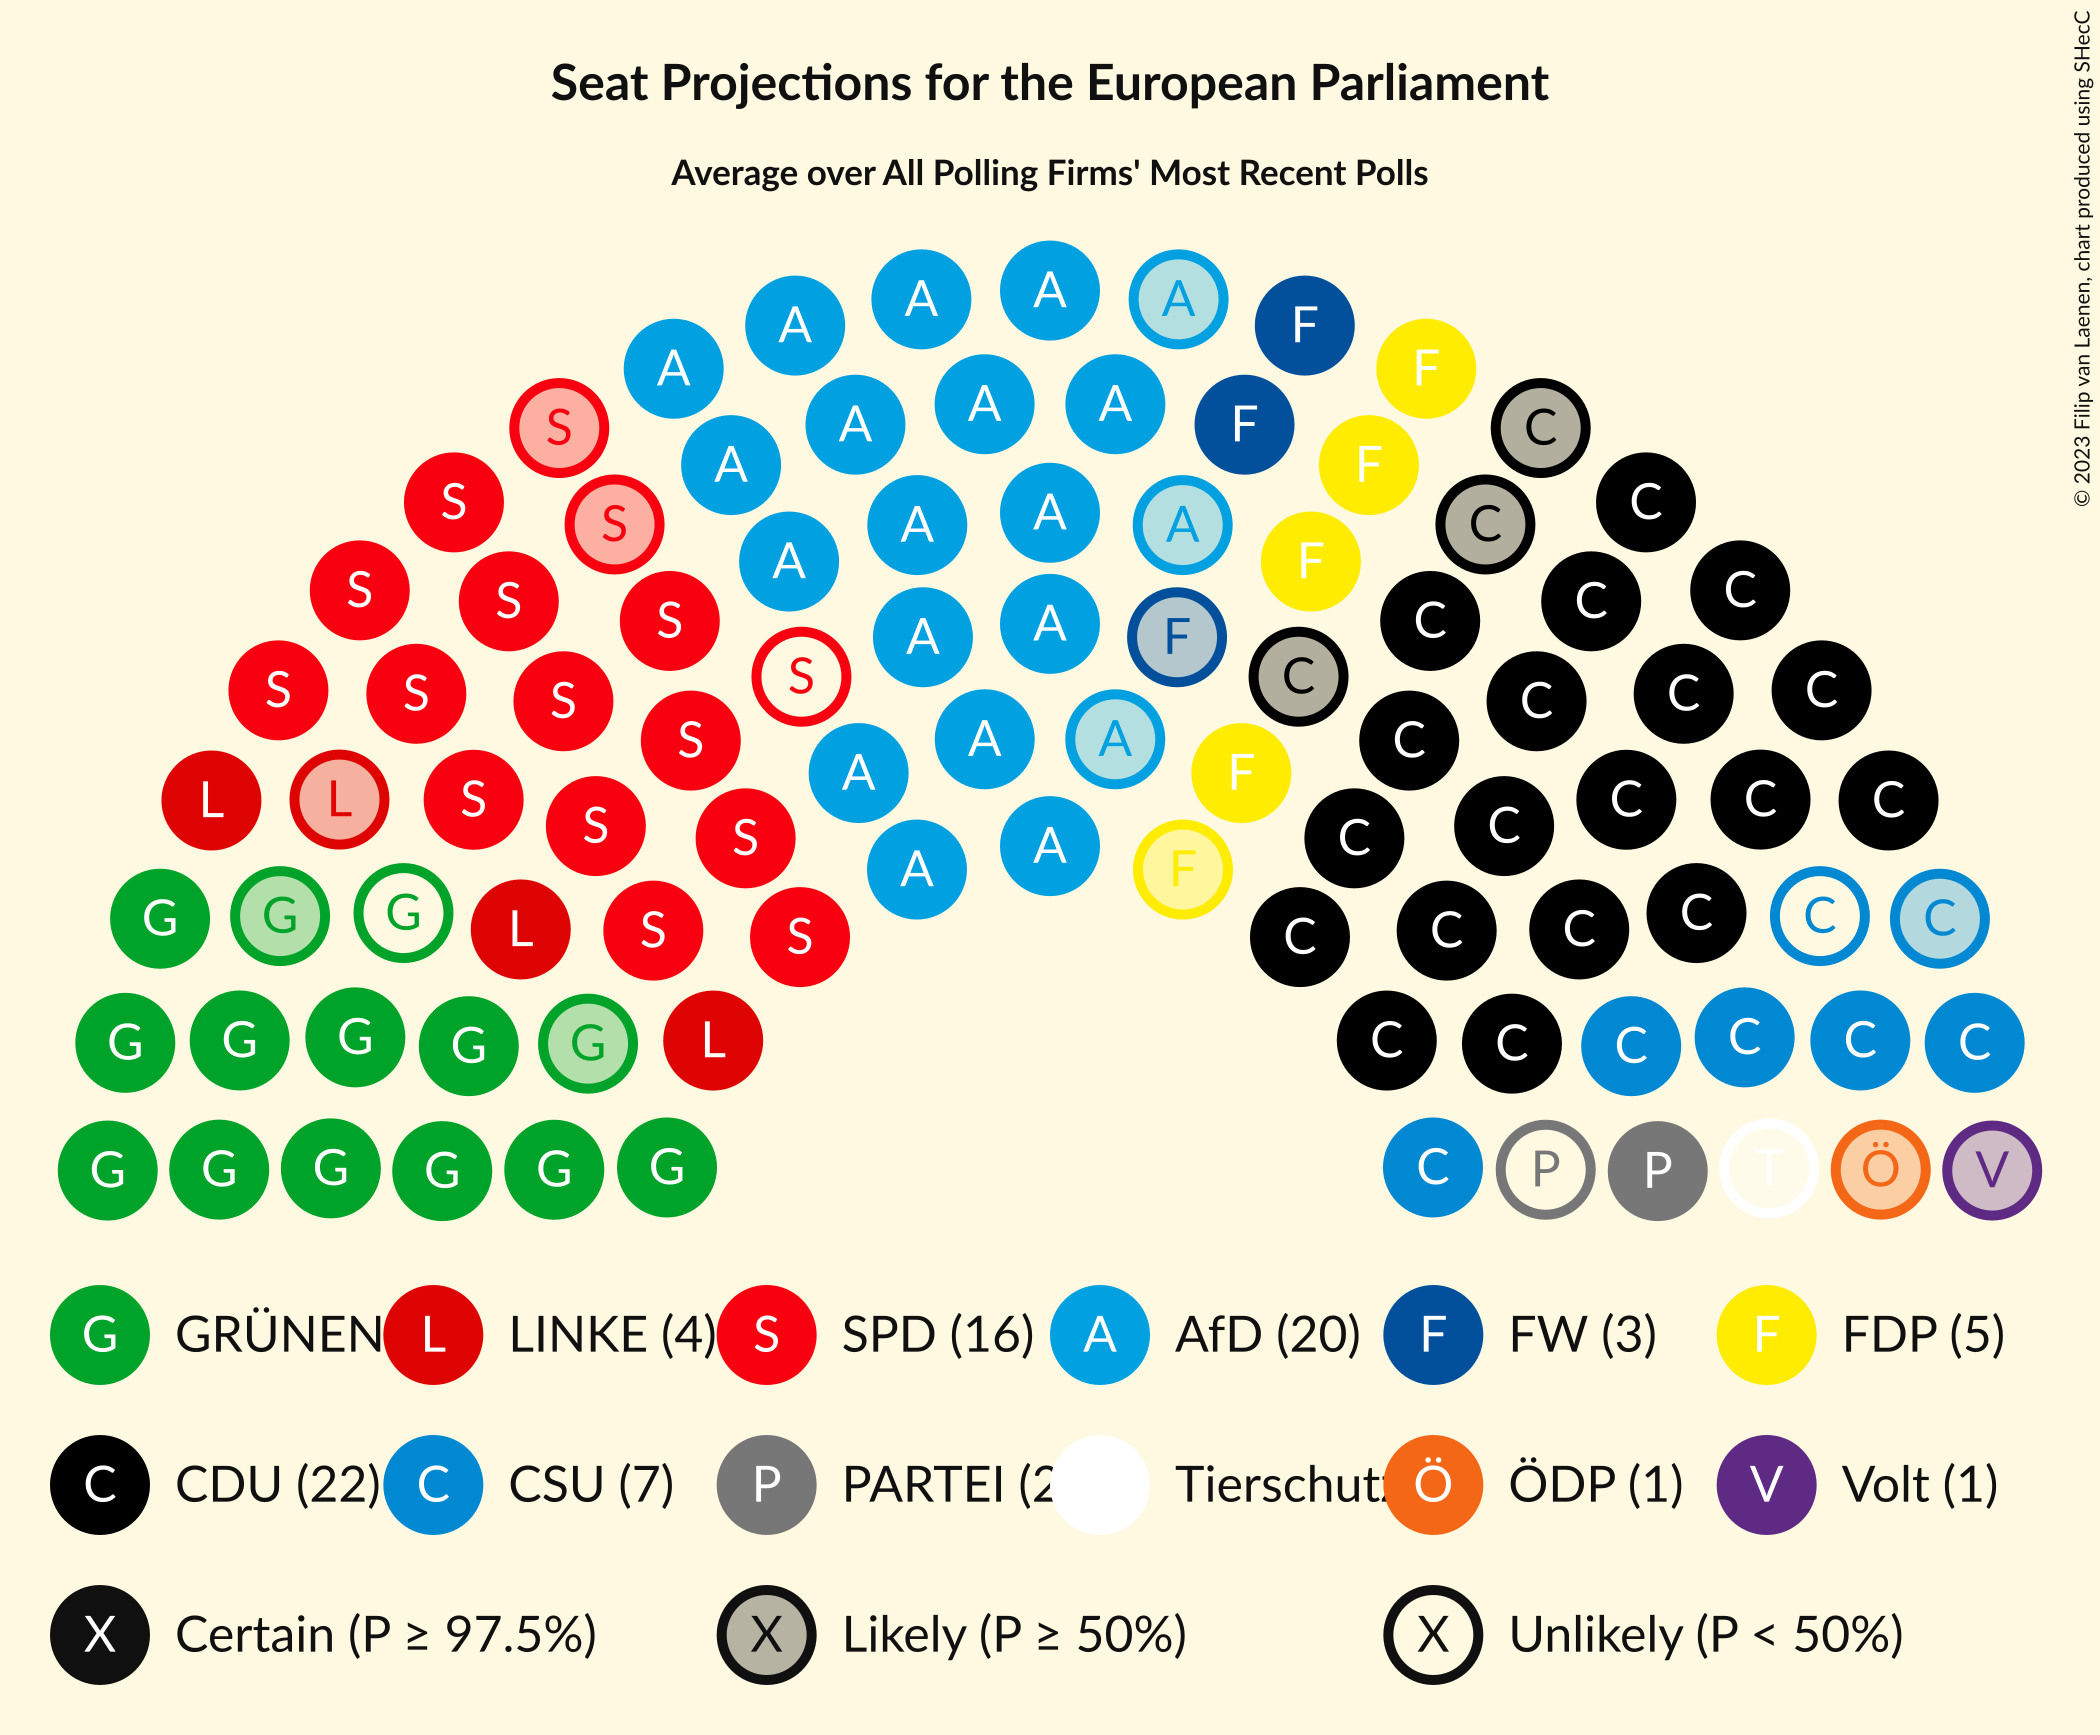 Seat Projections for the European Parliament
Average over All Polling Firms' Most Recent Polls
© 2023 Filip van Laenen, chart produced using SHecC
A A A A A F
A F
A A A A F F
S C
A A F
S C
S A A A C
S C
A F
S A A F C
S C
S S C C
S C
S A C
S S S C C C
S S C C
A A F
L L S S S C C C C C
S C
A A F
G G G L S S C C C C C C
G G G G G L C C C C C C
G G G G G G C P P T Ö V
G GRÜNEN L LINKE (4) S SPD (16) A AfD (20) F FW (3) F FDP (5)
C CDU (22) C CSU (7) P PARTEI (2 Tierschutz Ö ÖDP (1) V Volt (1)
X Certain (P ≥ 97.5%) X Likely (P ≥ 50%) X Unlikely (P < 50%)